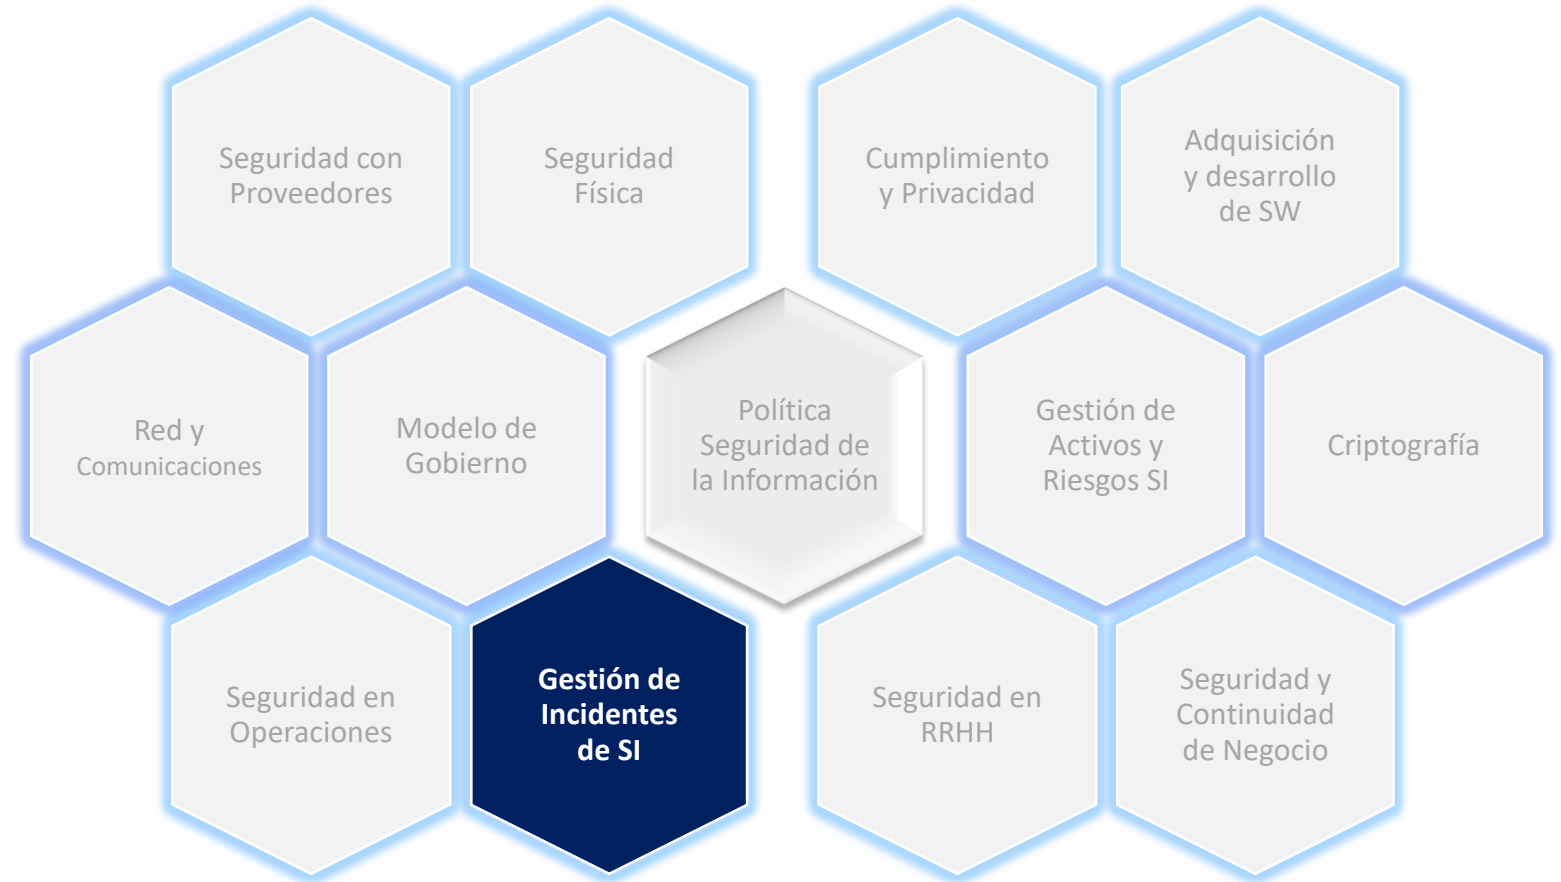 Seguridad con
Proveedores
Seguridad
Física
Cumplimiento
y Privacidad
Adquisición
y desarrollo
de SW
Red y
Comunicaciones
Modelo de
Gobierno
Política
Seguridad de
la Información
Gestión de
Activos y
Riesgos SI
Criptografía
Seguridad en
Operaciones
Gestión de
Incidentes
de SI
Seguridad en
RRHH
Seguridad y
Continuidad
de Negocio